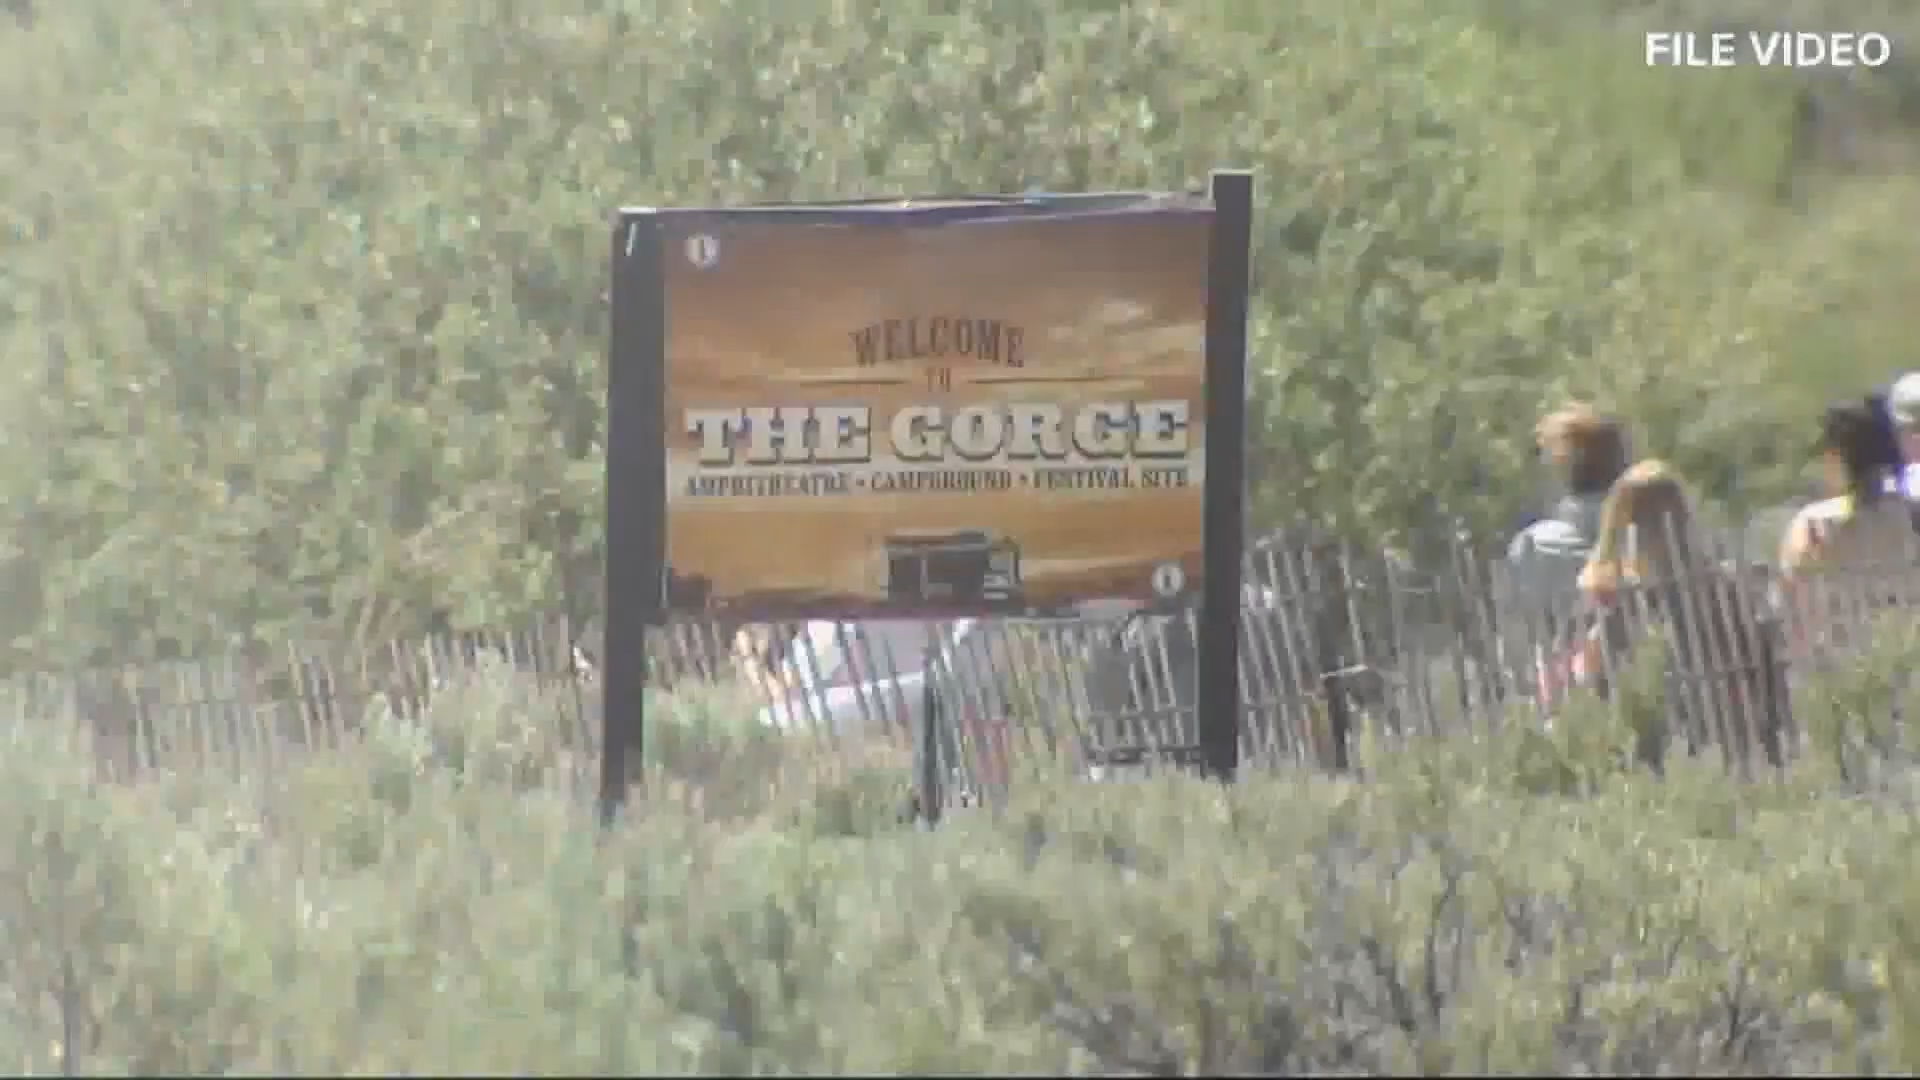 FILE VIDEO
WELCOME
TO
THE GORGE
AMPHITHEATRE • CAMPGROUND • FESTIVAL SITE